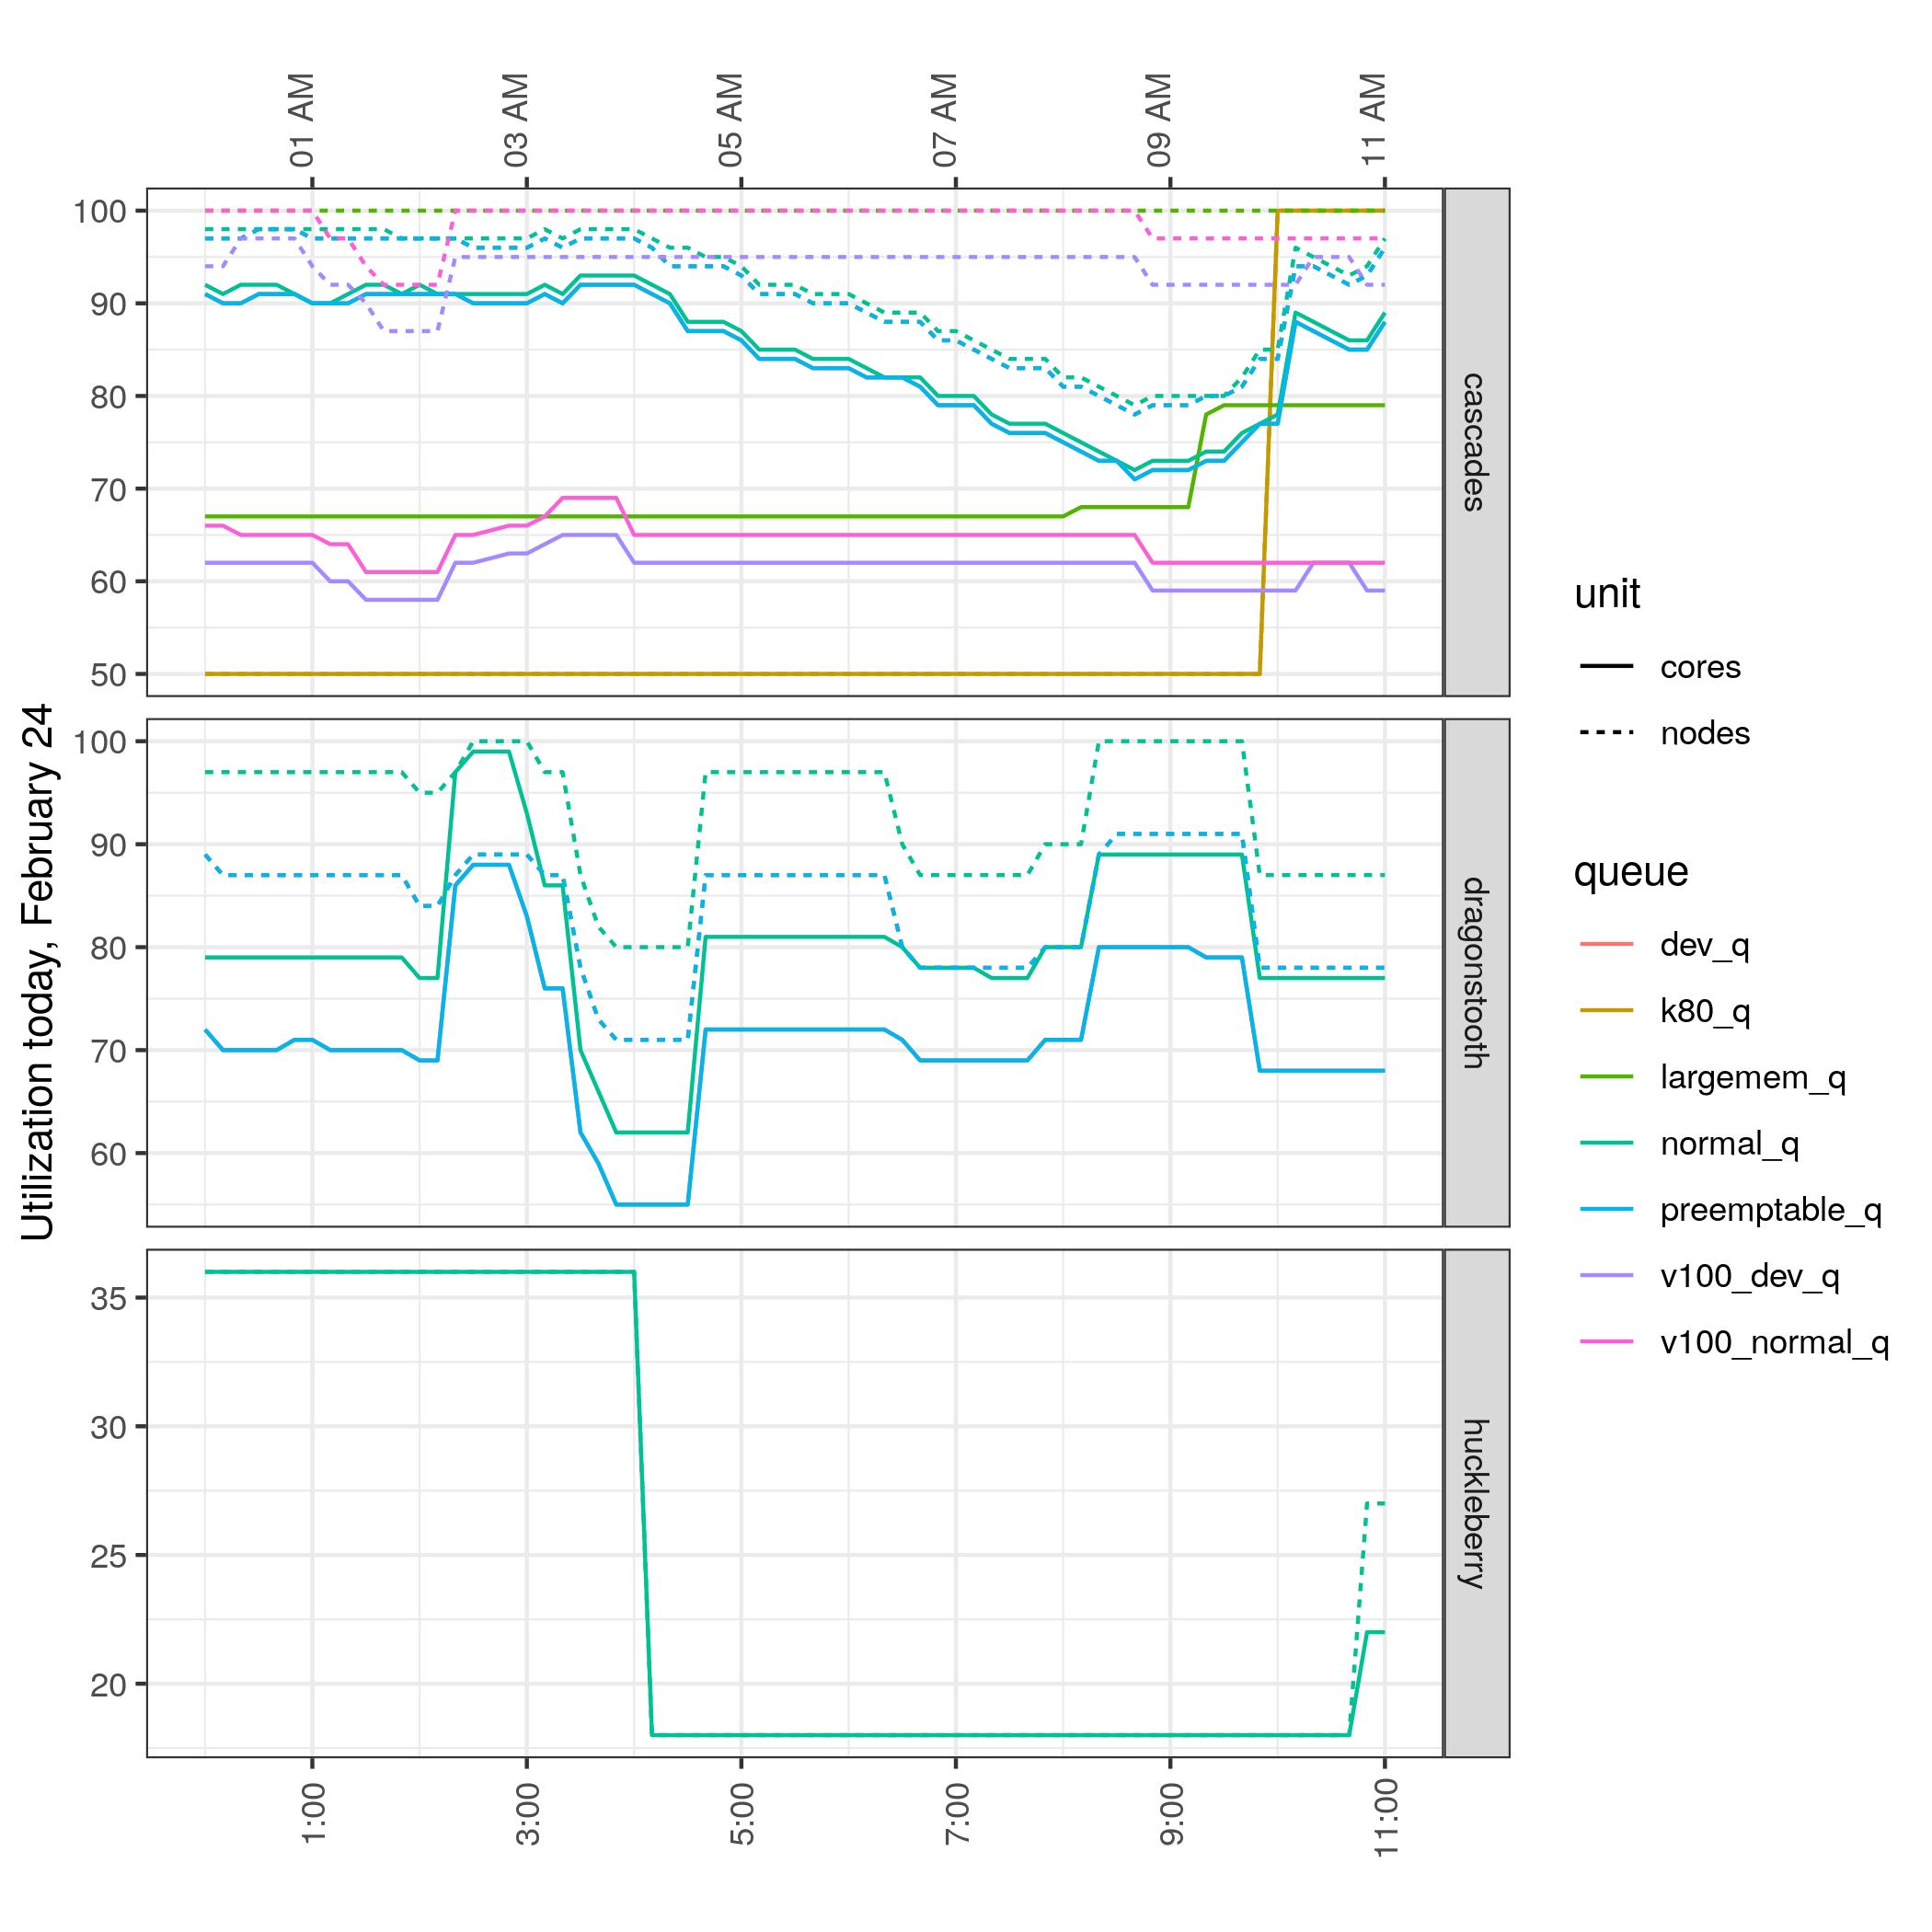 01 AM
03 AM
05 AM
07 AM
09 AM
11 AM
Utilization today, February 24
100
90
80
70
60
50
cascades
100
90
80
70
60
dragonstooth
35
30
25
20
huckleberry
1:00
3:00
5:00
7:00
9:00
11:00
unit
cores
nodes
queue
dev_q
k80_q
largemem_q
normal_q
preemptable_q
v100_dev_q
v100_normal_q